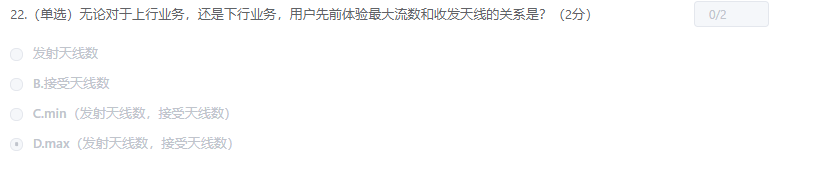 22.（单选）无论对于上行业务，还是下行业务，用户先前体验最大流数和收发天线的关系是？（2分）
0/2
发射天线数
B.接受天线数
C.min（发射天线数，接受天线数）
D.max（发射天线数，接受天线数）